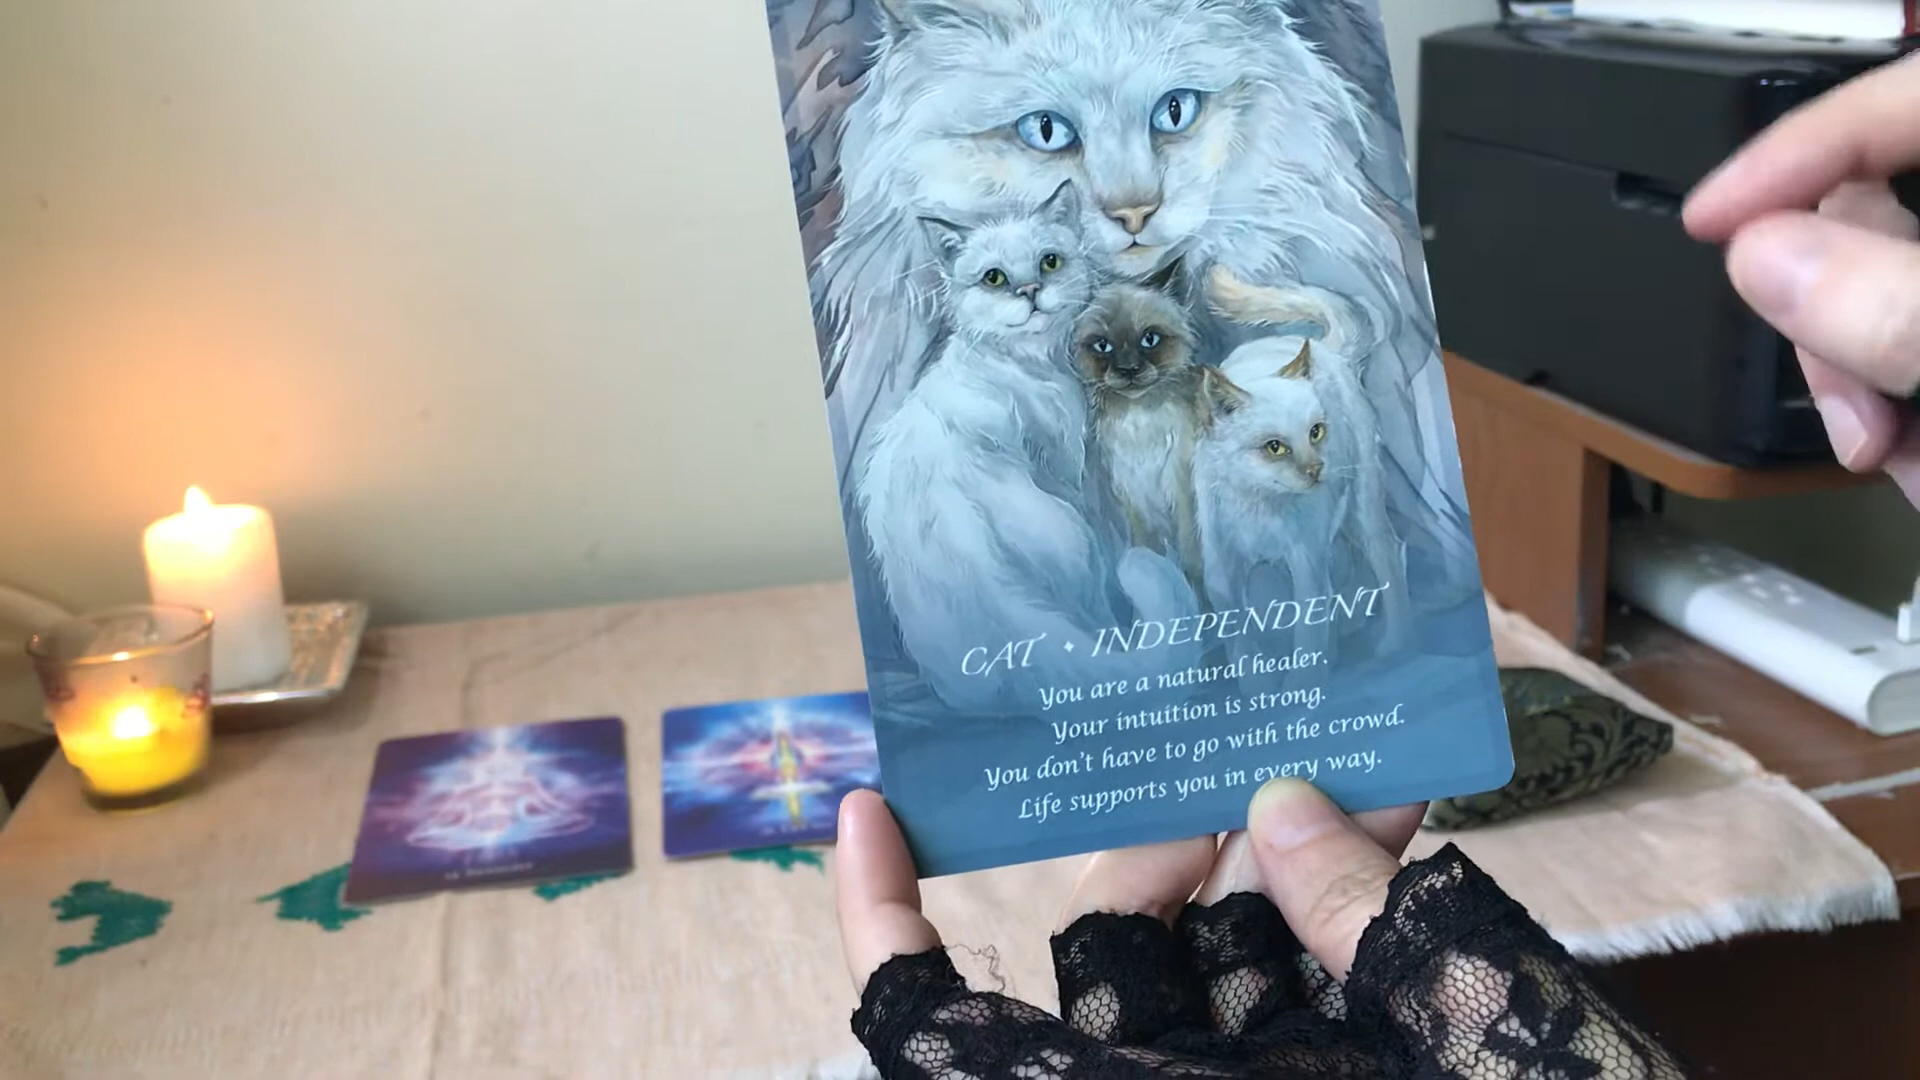 CAT • INDEPENDENT
You are a natural healer.
Your intuition is strong.
You don't have to go with the crowd.
Life supports you in every way.